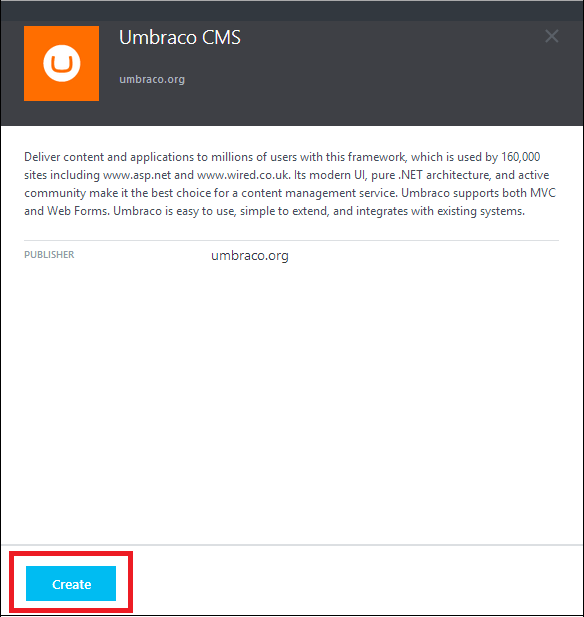 Umbraco CMS
umbraco.org
Deliver content and applications to millions of users with this framework, which is used by 160,000
sites including www.asp.net and www.wired.co.uk. Its modern UI, pure .NET architecture, and active
community make it the best choice for a content management service. Umbraco supports both MVC
and Web Forms. Umbraco is easy to use, simple to extend, and integrates with existing systems.
PUBLISHER umbraco.org
Create